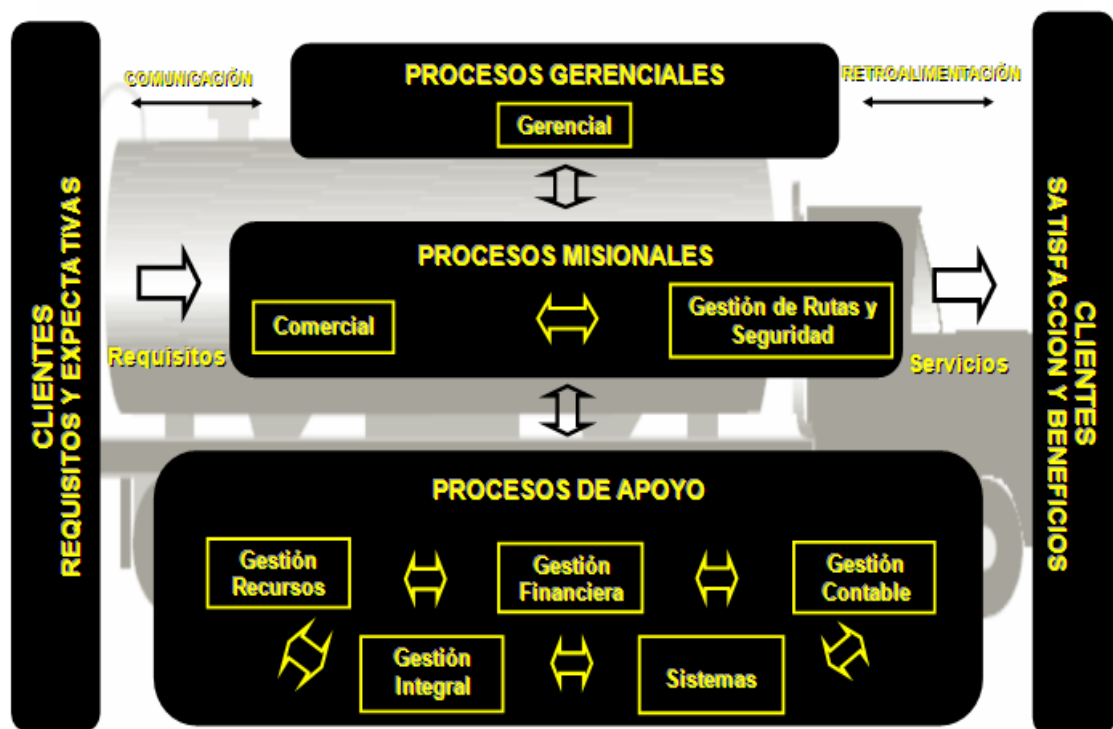 CLIENTES
REQUISITOS Y EXPECTATIVAS
COMUNICACIÓN
PROCESOS GERENCIALES
Gerencial
RETROALIMENTACIÓN
PROCESOS MISIONALES
Comercial
Gestión de Rutas y
Seguridad
Requisitos
Servicios
PROCESOS DE APOYO
Gestión
Recursos
Gestión
Financiera
Gestión
Contable
Gestión
Integral
Sistemas
CLIENTES
SATISFACCION Y BENEFICIOS